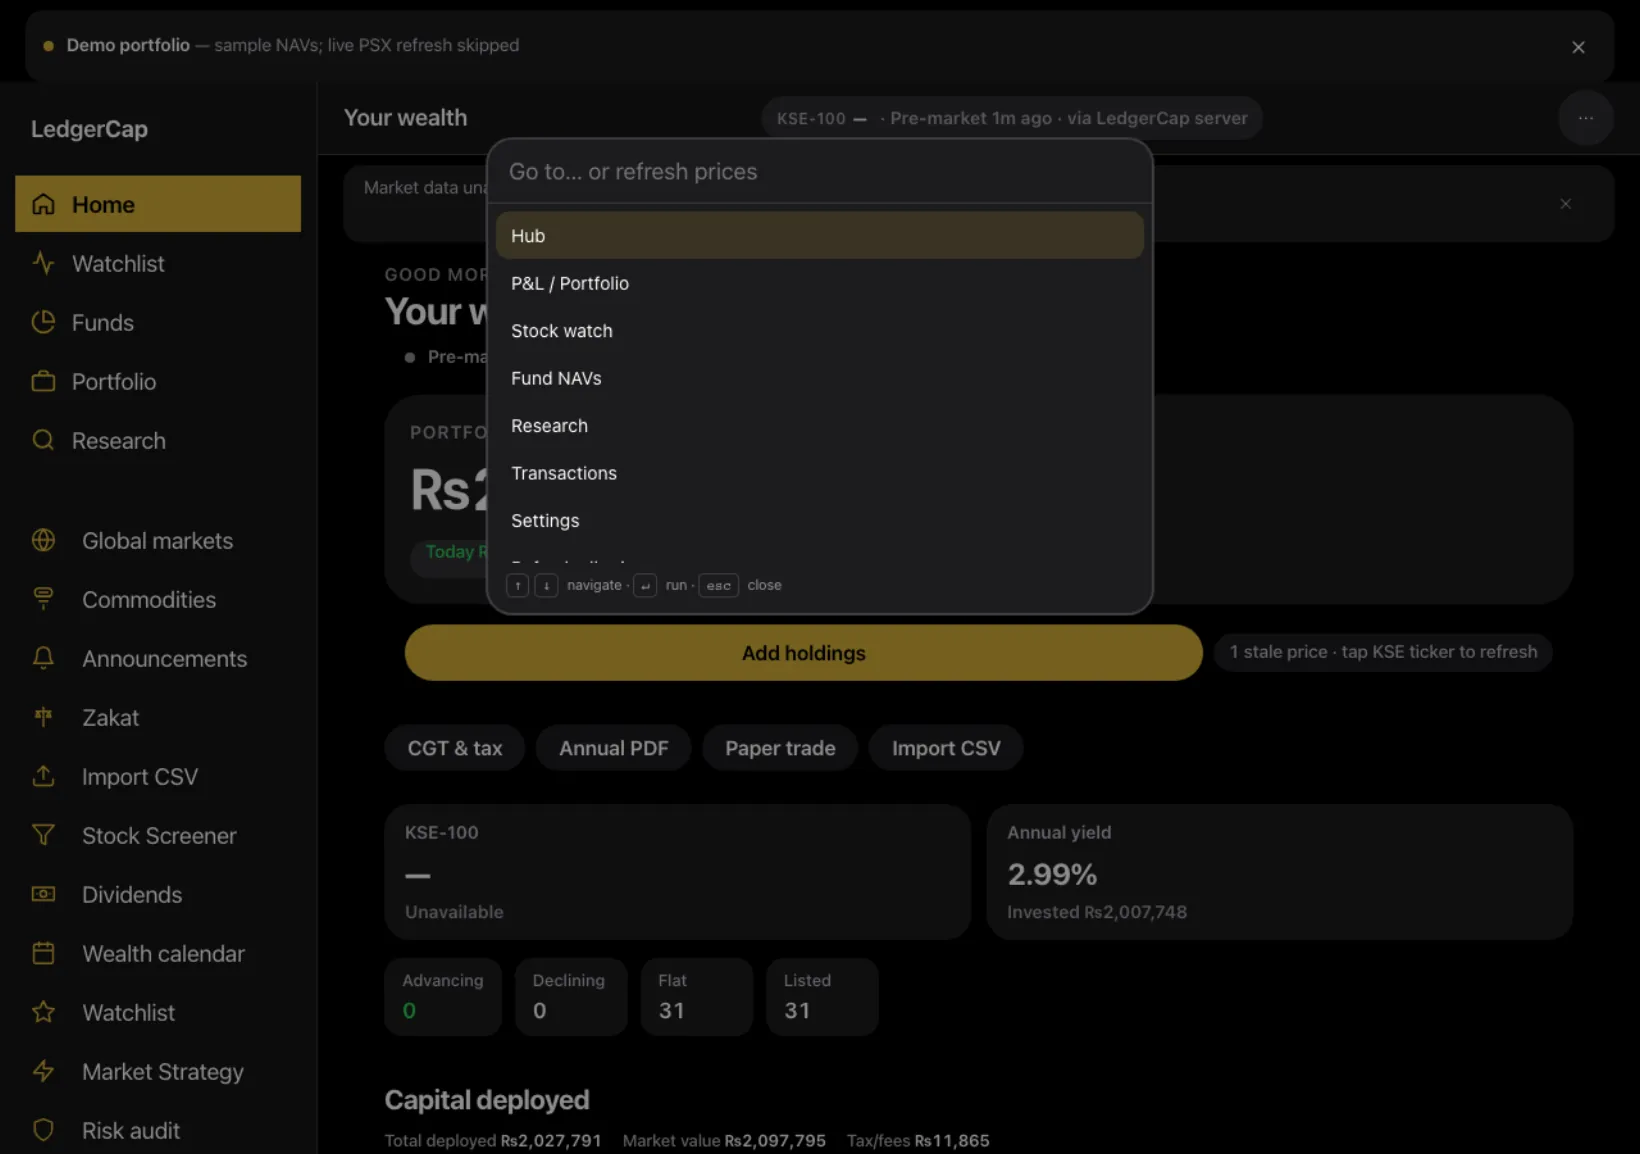 Demo portfolio — sample NAVs; live PSX refresh skipped
LedgerCap
Home
Watchlist
Funds
Portfolio
Research
Global markets
Commodities
Announcements
Zakat
Import CSV
Stock Screener
Dividends
Wealth calendar
Watchlist
Market Strategy
Risk audit
Your wealth
KSE-100 — · Pre-market 1m ago · via LedgerCap server
Market data
GOOD
Your
PORTFO
Rs2
Today
Go to... or refresh prices
Hub
P&L / Portfolio
Stock watch
Fund NAVs
Research
Transactions
Settings
↑ ↓ navigate · ↵ run · esc close
Add holdings
1 stale price · tap KSE ticker to refresh
CGT & tax
Annual PDF
Paper trade
Import CSV
KSE-100
—
Unavailable
Annual yield
2.99%
Invested Rs2,007,748
Advancing
0
Declining
0
Flat
31
Listed
31
Capital deployed
Total deployed Rs2,027,791 Market value Rs2,097,795 Tax/fees Rs11,865